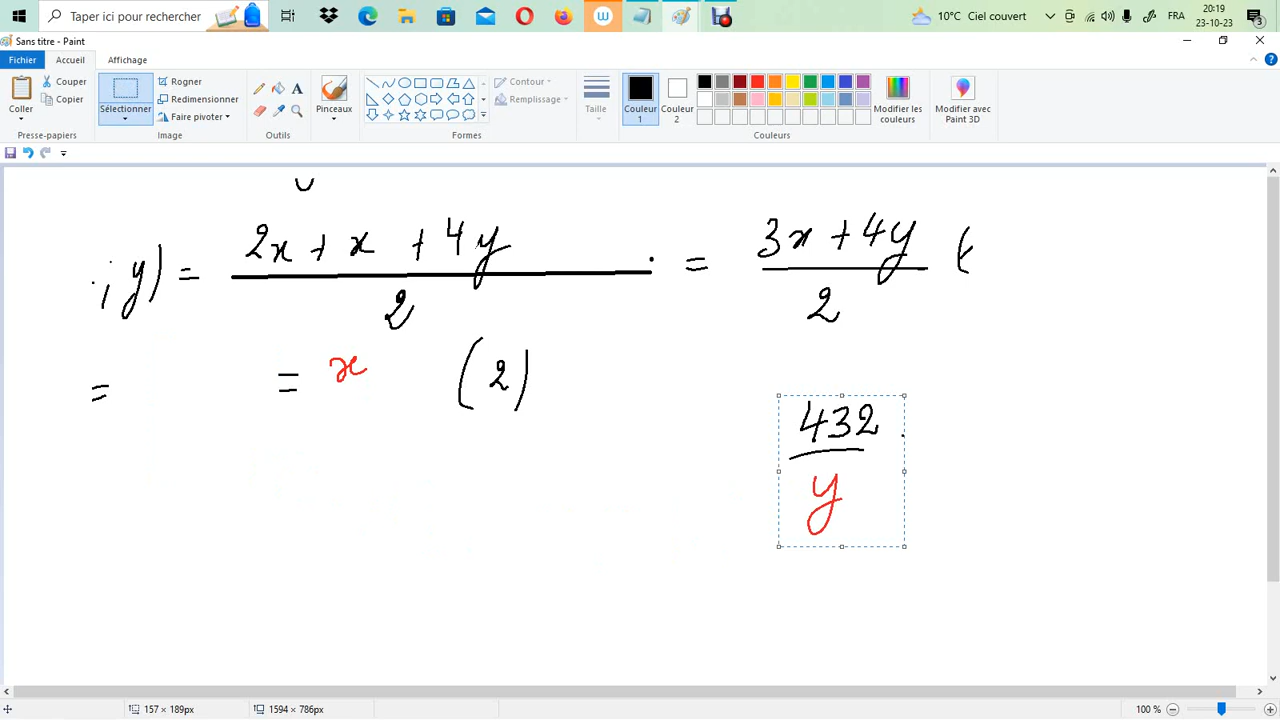 Taper ici pour rechercher
10°C Ciel couvert
FRA
20:19
23-10-23
3
Sans titre - Paint
Fichier Accueil Affichage
Coller
Couper
Copier
Presse-papiers
Sélectionner
Rogner
Redimensionner
Faire pivoter
Image
A
Outils
Pinceaux
Contour
Remplissage
Formes
Taille
Couleur 1
Couleur 2
Modifier les couleurs
Couleurs
Modifier avec Paint 3D
; y) = 2x + x + 4y / 2 = 3x + 4y / 2 (
= = x (2)
432
y
157 × 189px
1594 × 786px
100 %